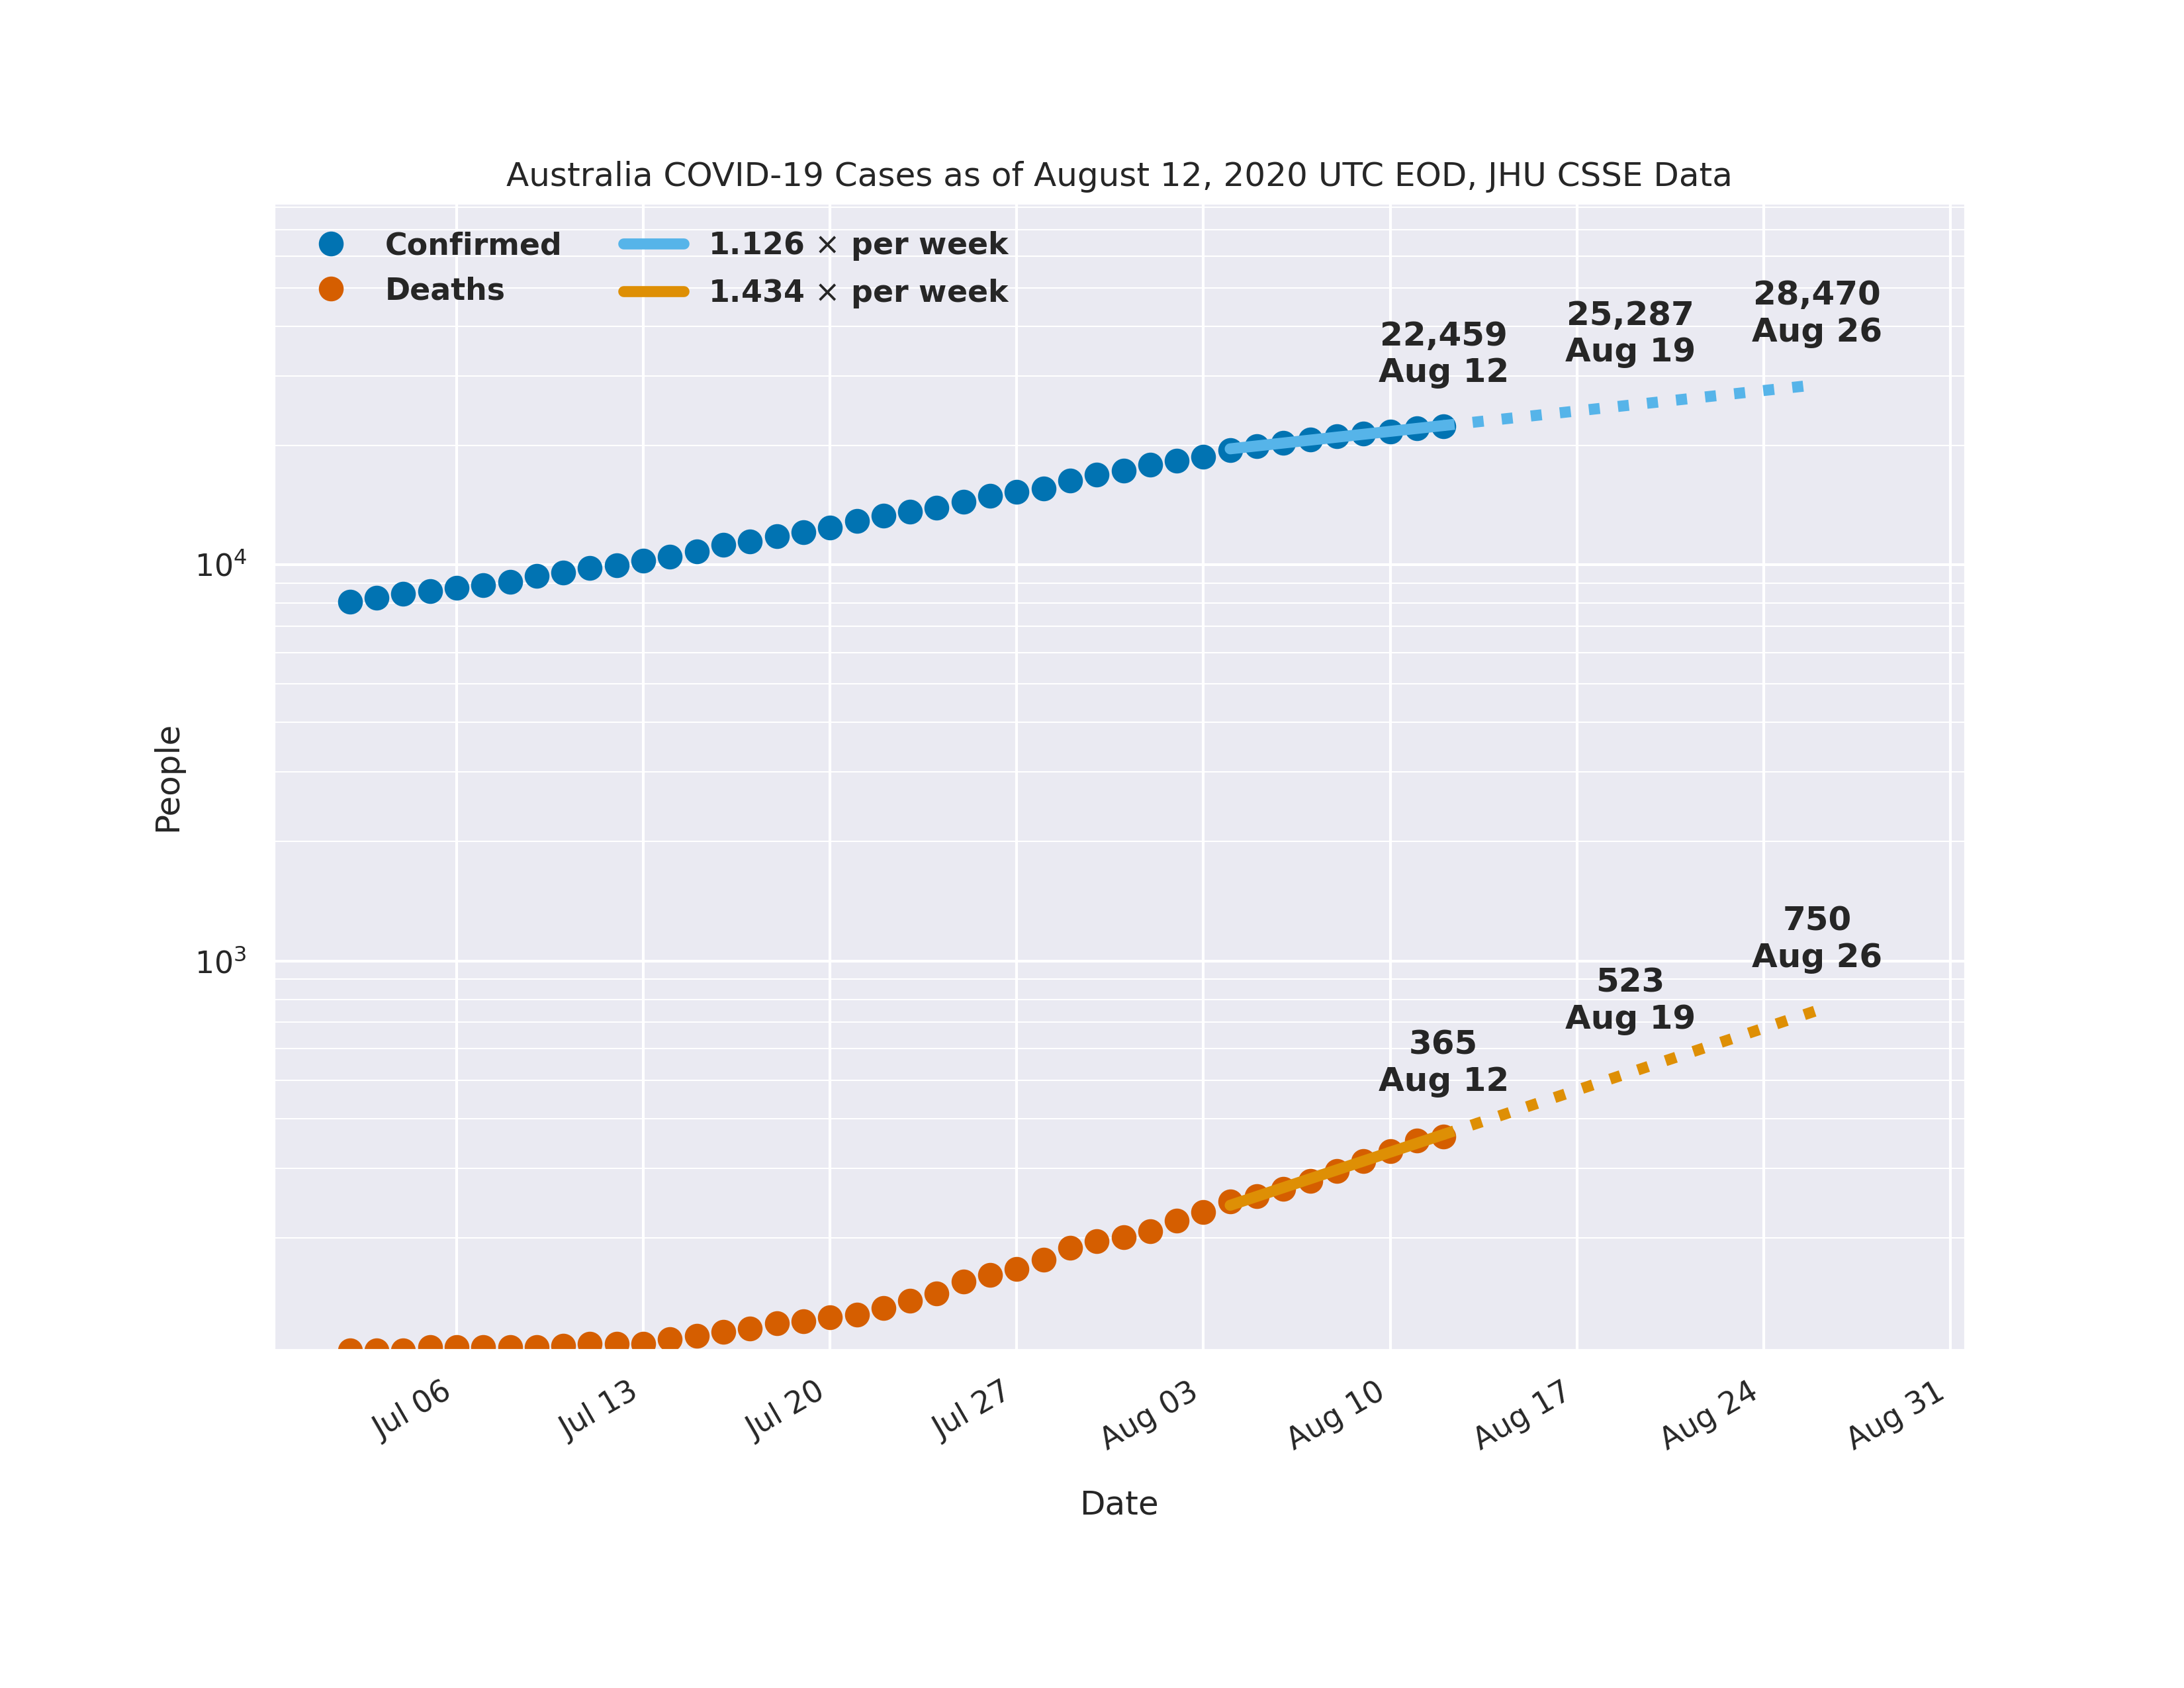 Australia COVID-19 Cases as of August 12, 2020 UTC EOD, JHU CSSE Data
Confirmed
Deaths
1.126 × per week
1.434 × per week
22,459
Aug 12
25,287
Aug 19
28,470
Aug 26
365
Aug 12
523
Aug 19
750
Aug 26
People
10⁴
10³
Jul 06
Jul 13
Jul 20
Jul 27
Aug 03
Aug 10
Aug 17
Aug 24
Aug 31
Date